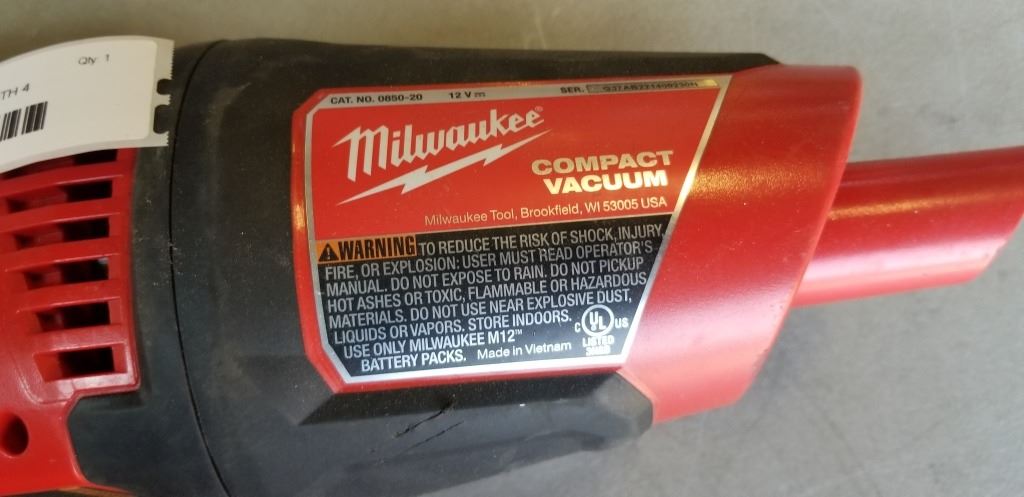 Qty: 1
TH 4
CAT. NO. 0850-20 12 V SER.
Milwaukee®
COMPACT
VACUUM
Milwaukee Tool, Brookfield, WI 53005 USA
WARNING TO REDUCE THE RISK OF SHOCK, INJURY,
FIRE, OR EXPLOSION: USER MUST READ OPERATOR'S
MANUAL. DO NOT EXPOSE TO RAIN. DO NOT PICKUP
HOT ASHES OR TOXIC, FLAMMABLE OR HAZARDOUS
MATERIALS. DO NOT USE NEAR EXPLOSIVE DUST,
LIQUIDS OR VAPORS. STORE INDOORS.
USE ONLY MILWAUKEE M12™
BATTERY PACKS. Made in Vietnam
C UL US
LISTED